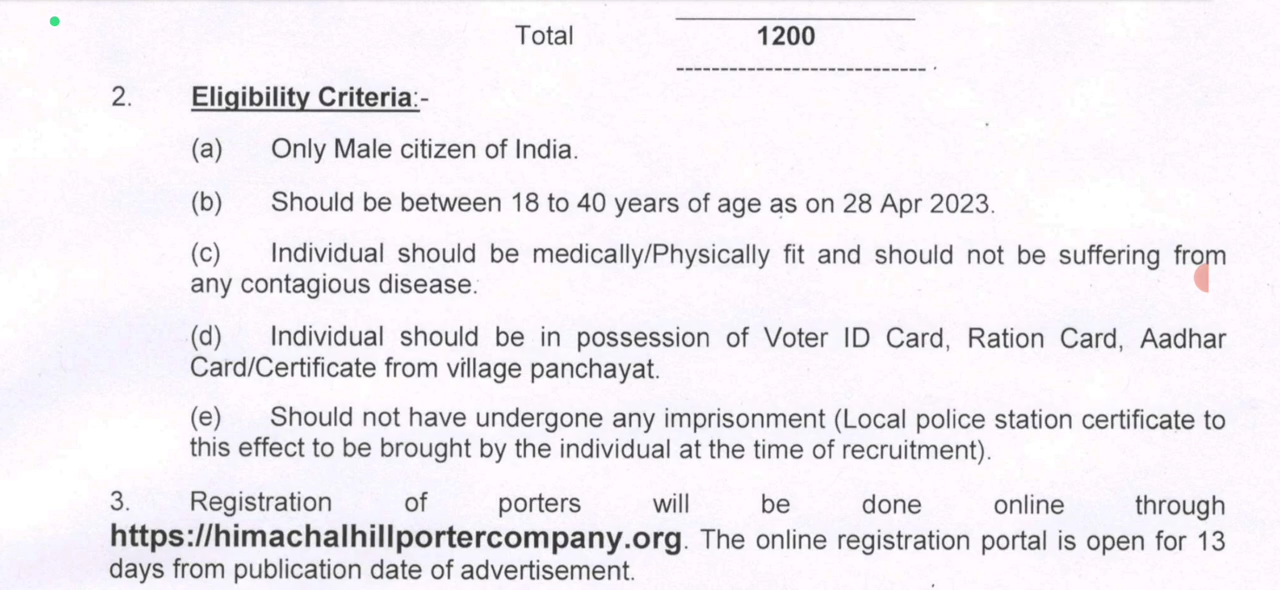 Total 1200
2. Eligibility Criteria:-
(a) Only Male citizen of India.
(b) Should be between 18 to 40 years of age as on 28 Apr 2023.
(c) Individual should be medically/Physically fit and should not be suffering from
any contagious disease.
(d) Individual should be in possession of Voter ID Card, Ration Card, Aadhar
Card/Certificate from village panchayat.
(e) Should not have undergone any imprisonment (Local police station certificate to
this effect to be brought by the individual at the time of recruitment).
3. Registration of porters will be done online through
https://himachalhillportercompany.org. The online registration portal is open for 13
days from publication date of advertisement.